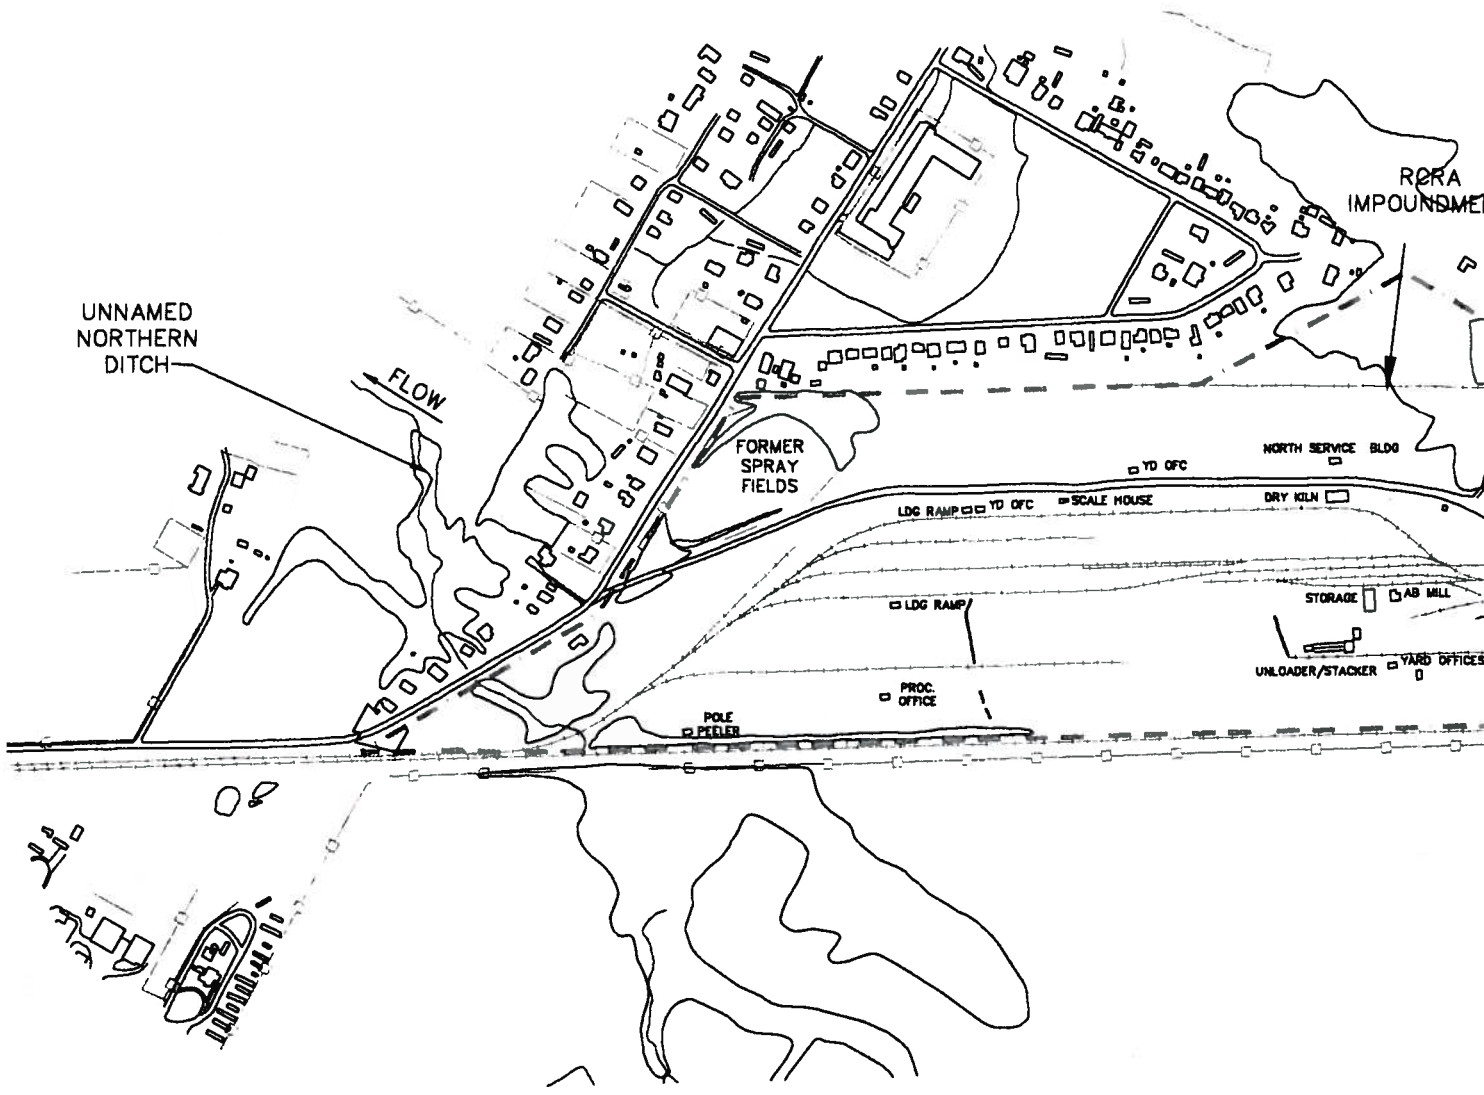 RCRA
IMPOUNDME
UNNAMED
NORTHERN
DITCH
FLOW
FORMER
SPRAY
FIELDS
NORTH SERVICE BLDG
YD OFC
LDG RAMP
YD OFC
SCALE HOUSE
DRY KILN
LDG RAMP
STORAGE
AB MILL
UNLOADER/STACKER
YARD OFFICES
PROC.
OFFICE
POLE
PEELER